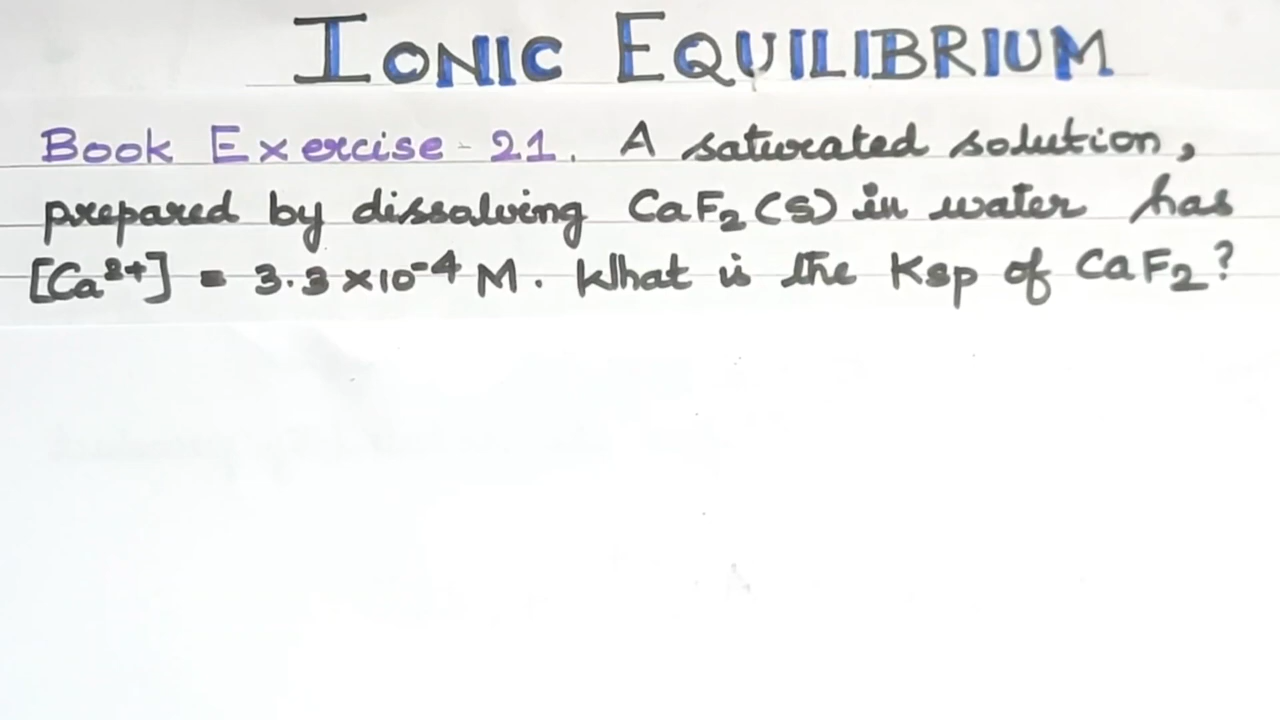 IONIC EQUILIBRIUM
Book Exercise - 21. A saturated solution,
prepared by dissolving CaF₂(s) in water has
[Ca²⁺] = 3.3 ×10⁻⁴ M. What is the Ksp of CaF₂?